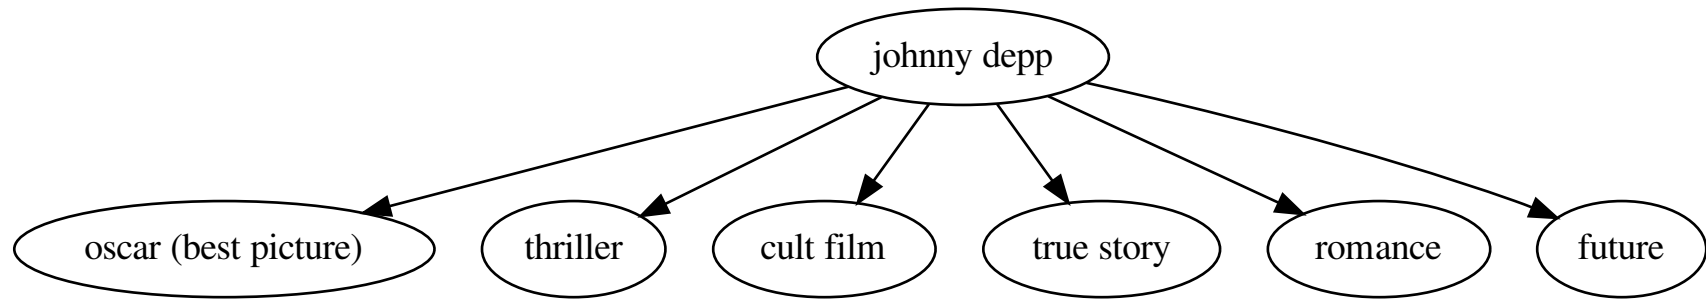 johnny depp
oscar (best picture)
thriller
cult film
true story
romance
future